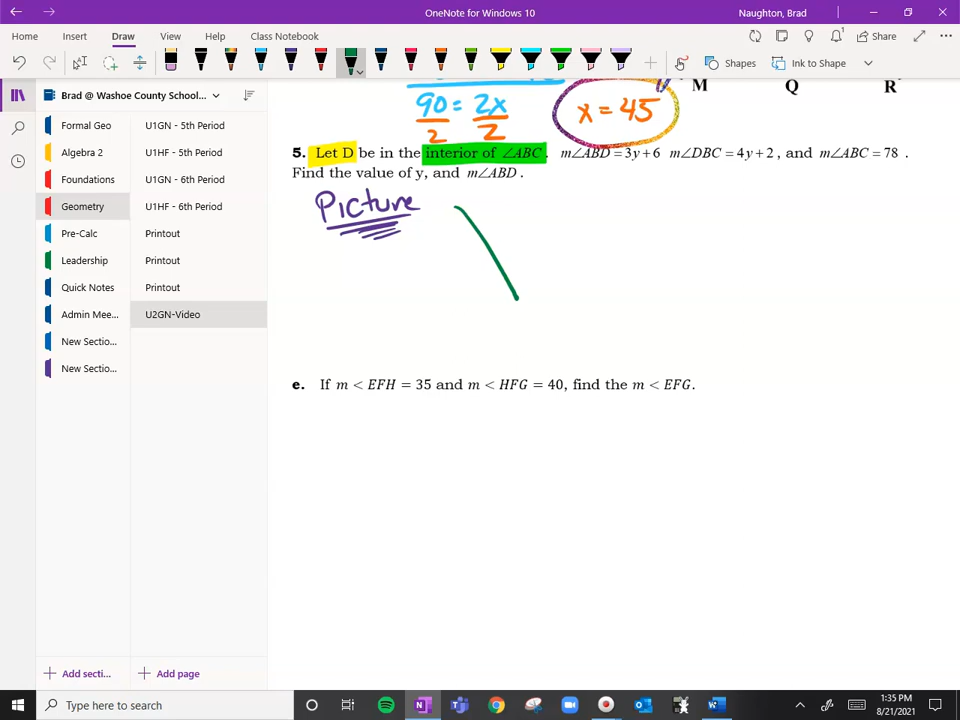 OneNote for Windows 10
Naughton, Brad
Home Insert Draw View Help Class Notebook
Share
Shapes Ink to Shape
Brad @ Washoe County School...
Formal Geo
Algebra 2
Foundations
Geometry
Pre-Calc
Leadership
Quick Notes
Admin Mee...
New Sectio...
New Sectio...
U1GN - 5th Period
U1HF - 5th Period
U1GN - 6th Period
U1HF - 6th Period
Printout
Printout
Printout
U2GN-Video
Add secti...
Add page
M Q R
90 = 2x
2 2
x = 45
5. Let D be in the interior of ∠ABC. m∠ABD = 3y + 6 m∠DBC = 4y + 2, and m∠ABC = 78 .
Find the value of y, and m∠ABD .
Picture
e. If m < EFH = 35 and m < HFG = 40, find the m < EFG.
Type here to search
1:35 PM
8/21/2021